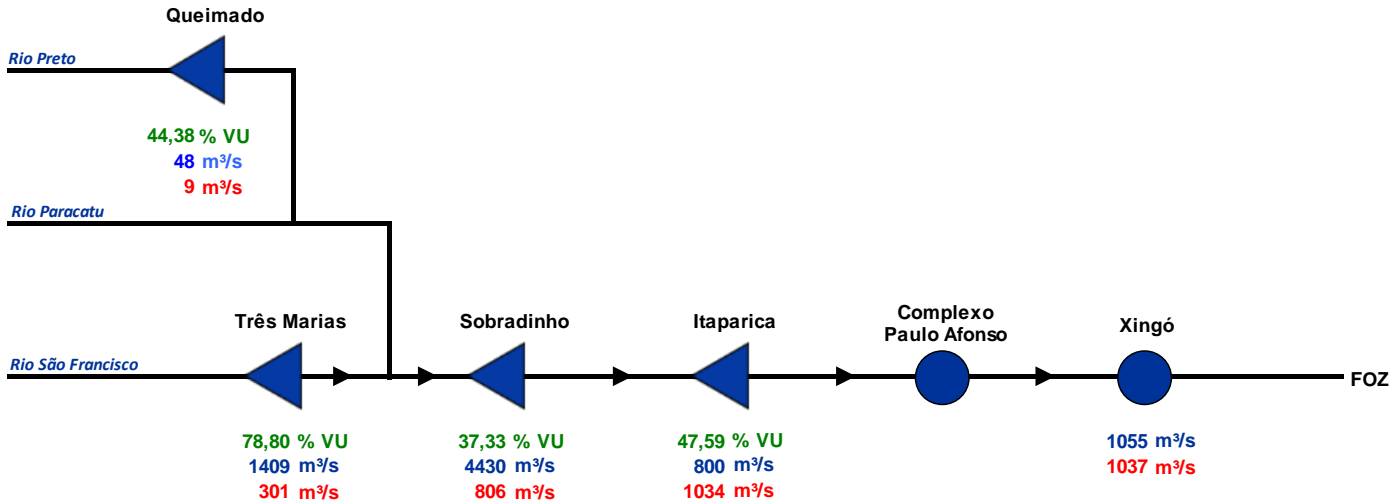 Queimado
Rio Preto
44,38 % VU
48 m³/s
9 m³/s
Rio Paracatu
Três Marias
Sobradinho
Itaparica
Complexo
Paulo Afonso
Xingó
Rio São Francisco
FOZ
78,80 % VU
1409 m³/s
301 m³/s
37,33 % VU
4430 m³/s
806 m³/s
47,59 % VU
800 m³/s
1034 m³/s
1055 m³/s
1037 m³/s